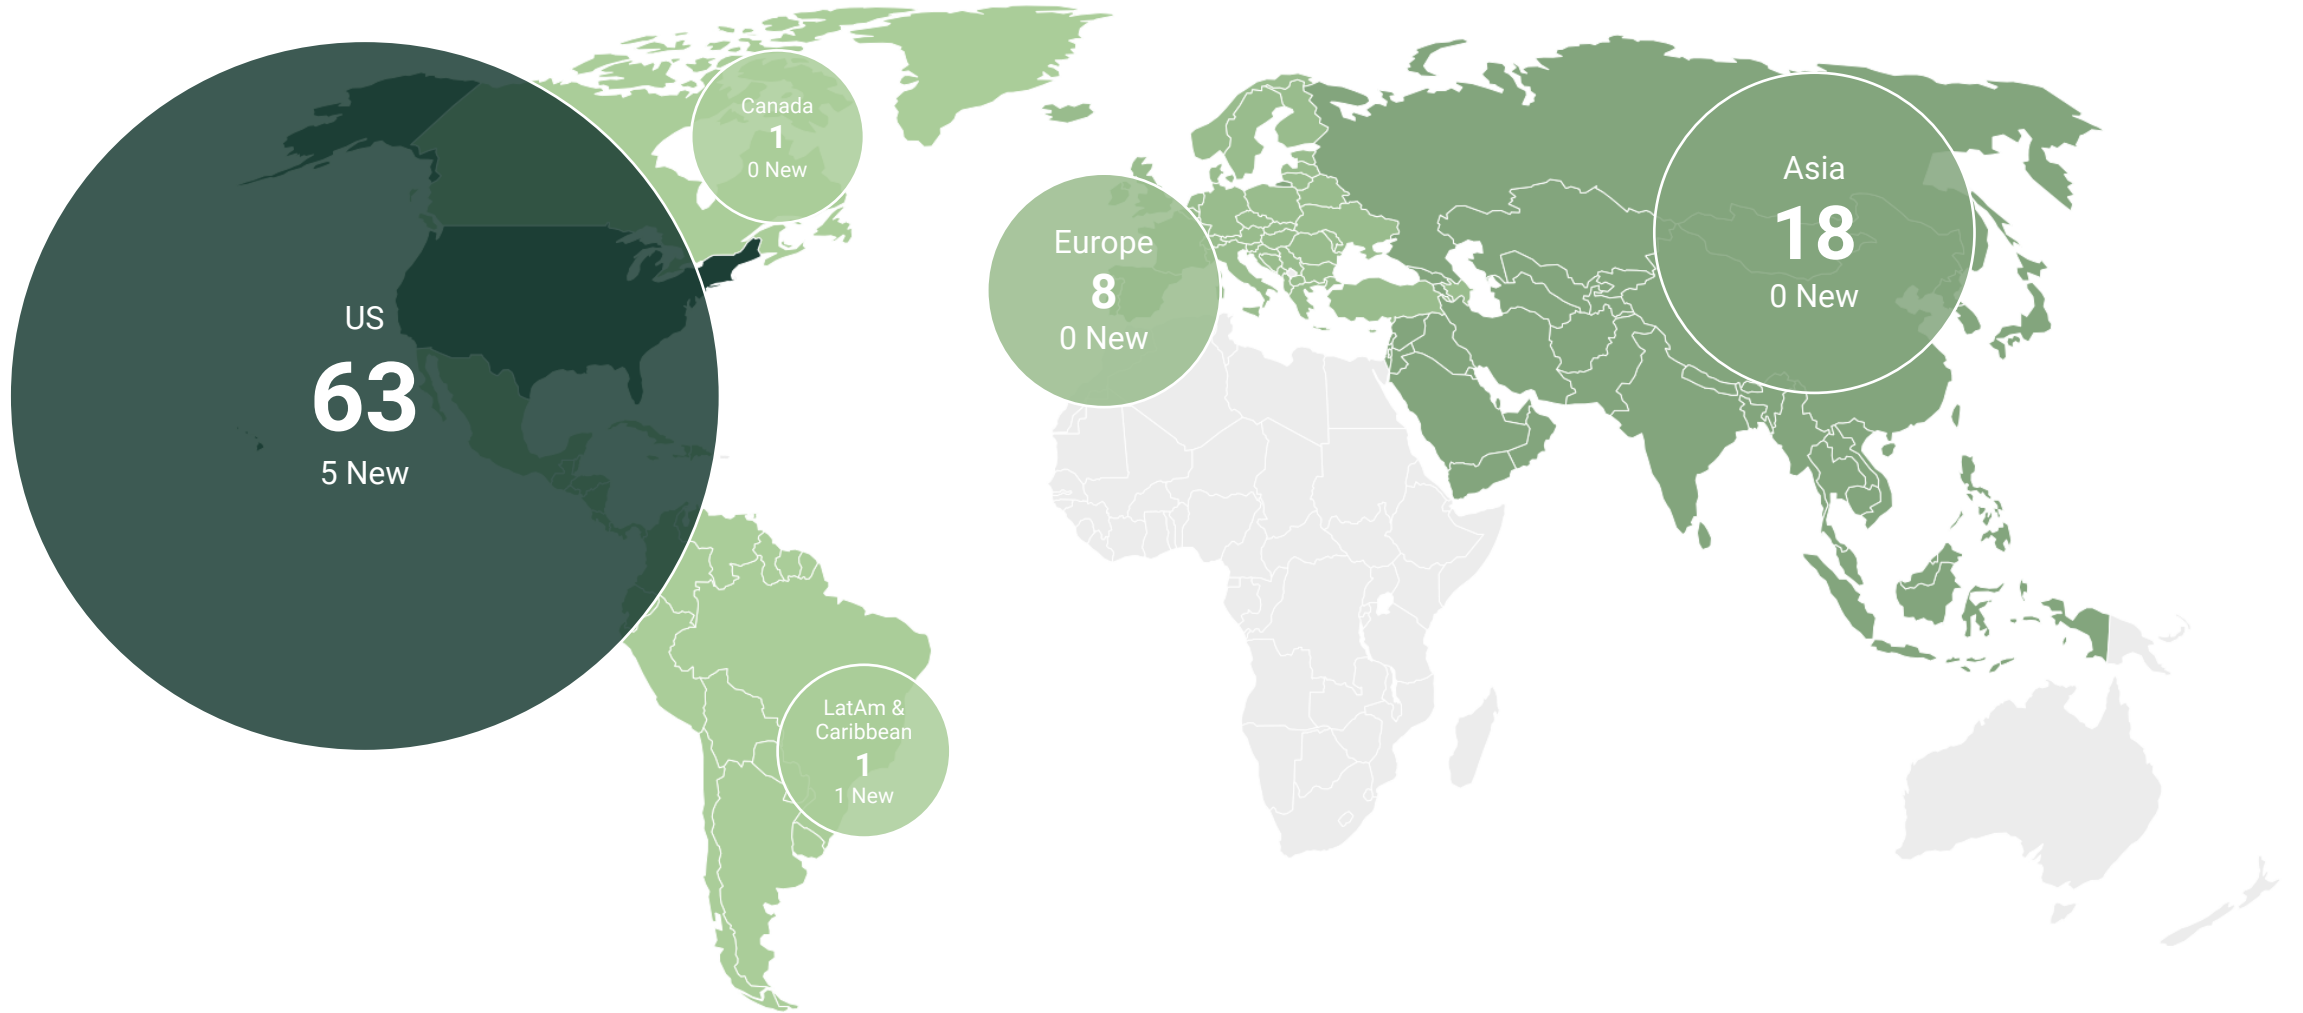 US
63
5 New
Canada
1
0 New
LatAm &
Caribbean
1
1 New
Europe
8
0 New
Asia
18
0 New